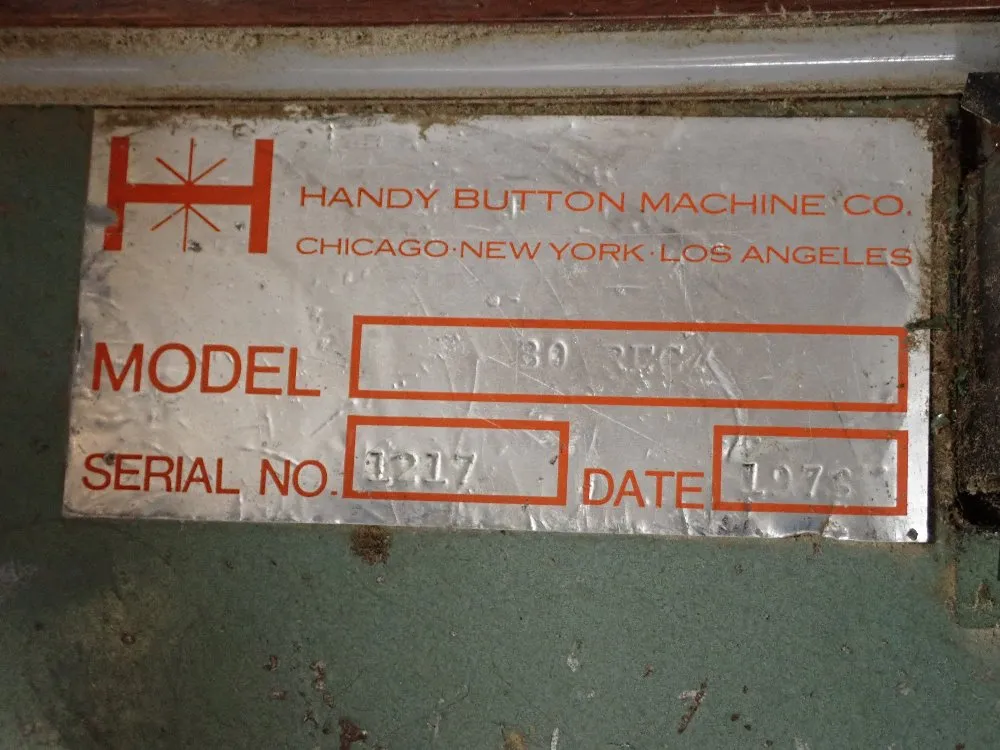 H
HANDY BUTTON MACHINE CO.
CHICAGO·NEW YORK·LOS ANGELES
MODEL
SERIAL NO. 1217 DATE